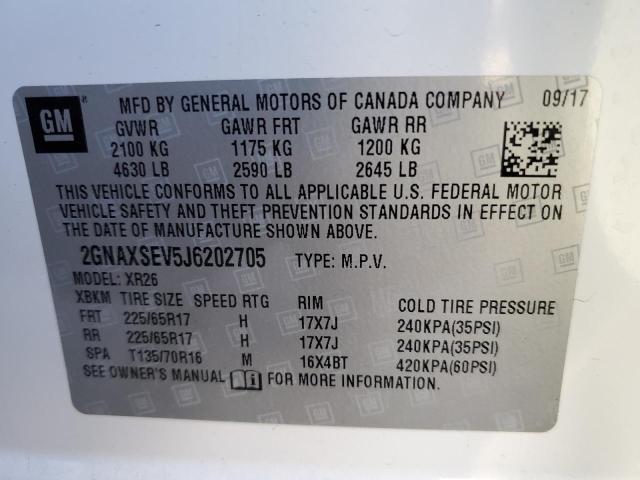 GM MFD BY GENERAL MOTORS OF CANADA COMPANY 09/17
GVWR GAWR FRT GAWR RR
2100 KG 1175 KG 1200 KG
4630 LB 2590 LB 2645 LB
THIS VEHICLE CONFORMS TO ALL APPLICABLE U.S. FEDERAL MOTOR
VEHICLE SAFETY AND THEFT PREVENTION STANDARDS IN EFFECT ON
THE DATE OF MANUFACTURE SHOWN ABOVE.
2GNAXSEV5J6202705 TYPE: M.P.V.
MODEL: XR26
XBKM TIRE SIZE SPEED RTG RIM COLD TIRE PRESSURE
FRT 225/65R17 H 17X7J 240KPA(35PSI)
RR 225/65R17 H 17X7J 240KPA(35PSI)
SPA T135/70R16 M 16X4BT 420KPA(60PSI)
SEE OWNER'S MANUAL FOR MORE INFORMATION.